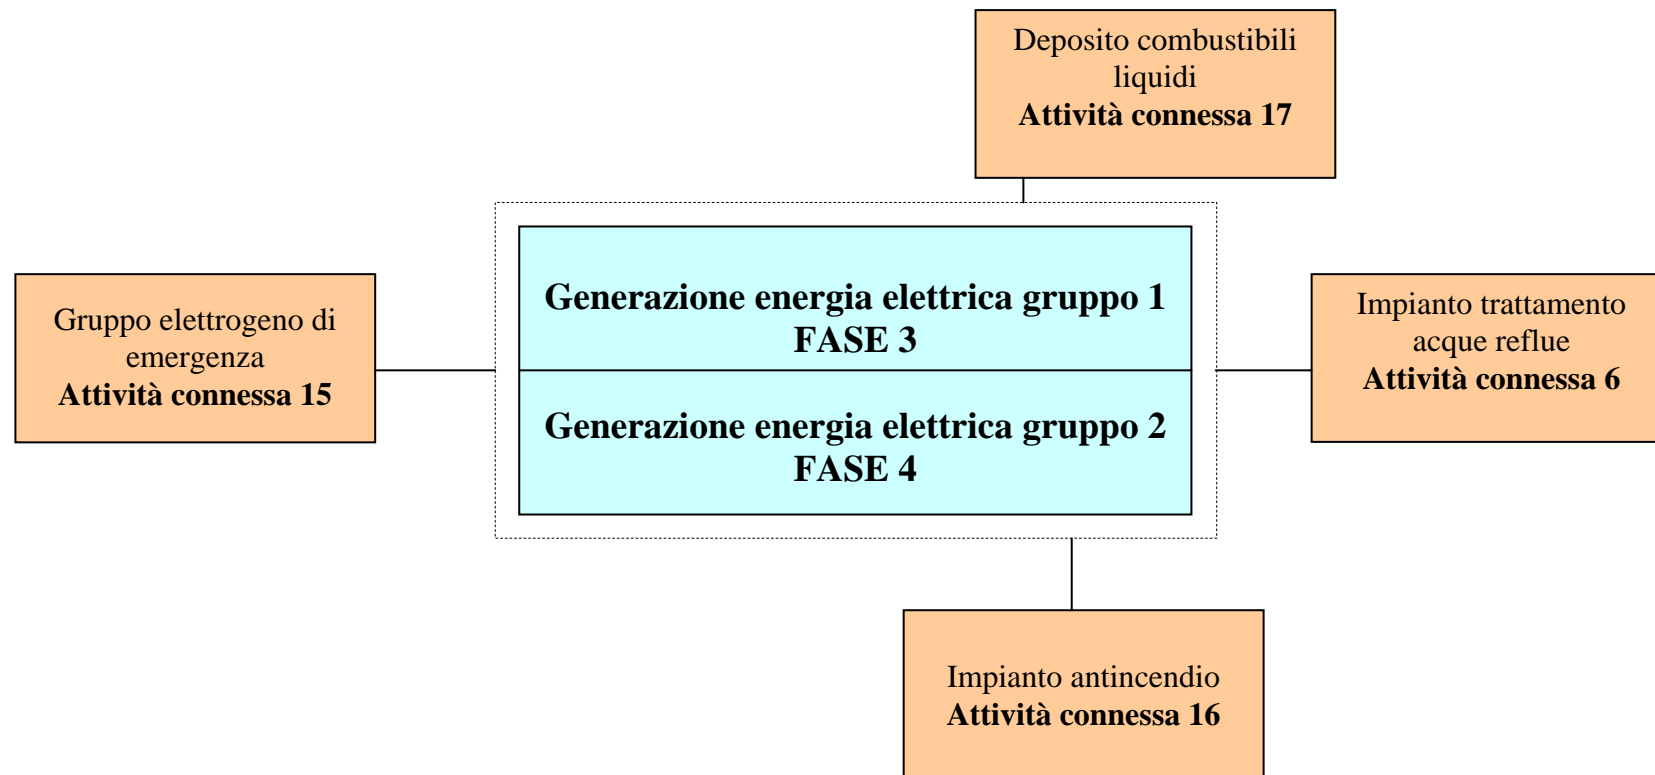 Deposito combustibili
liquidi
Attività connessa 17
Generazione energia elettrica gruppo 1
FASE 3
Gruppo elettrogeno di
emergenza
Attività connessa 15
Impianto trattamento
acque reflue
Attività connessa 6
Generazione energia elettrica gruppo 2
FASE 4
Impianto antincendio
Attività connessa 16